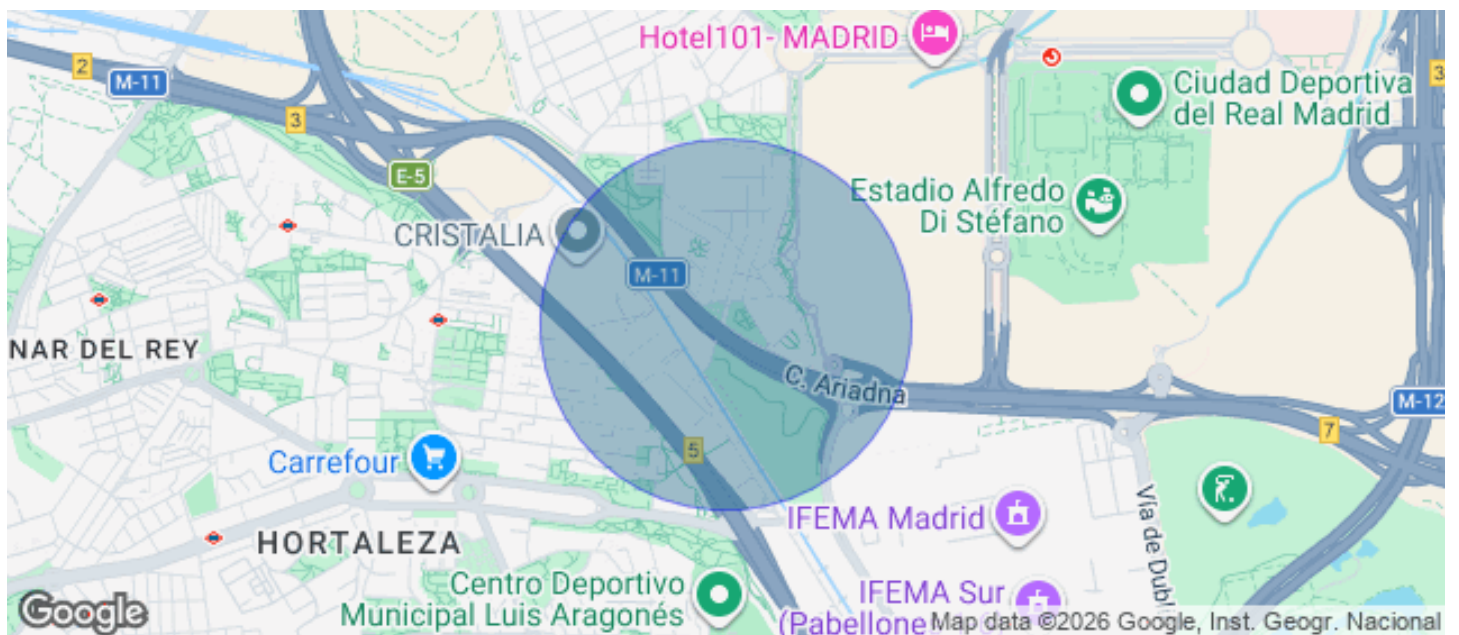 Hotel101- MADRID
2
M-11
3
3
Ciudad Deportiva
del Real Madrid
E-5
Estadio Alfredo
Di Stéfano
CRISTALIA
M-11
NAR DEL REY
C. Ariadna
M-12
7
5
Carrefour
IFEMA Madrid
HORTALEZA
Vía de Dubl
Centro Deportivo
Municipal Luis Aragonés
IFEMA Sur
(Pabellone
Google
Map data ©2026 Google, Inst. Geogr. Nacional